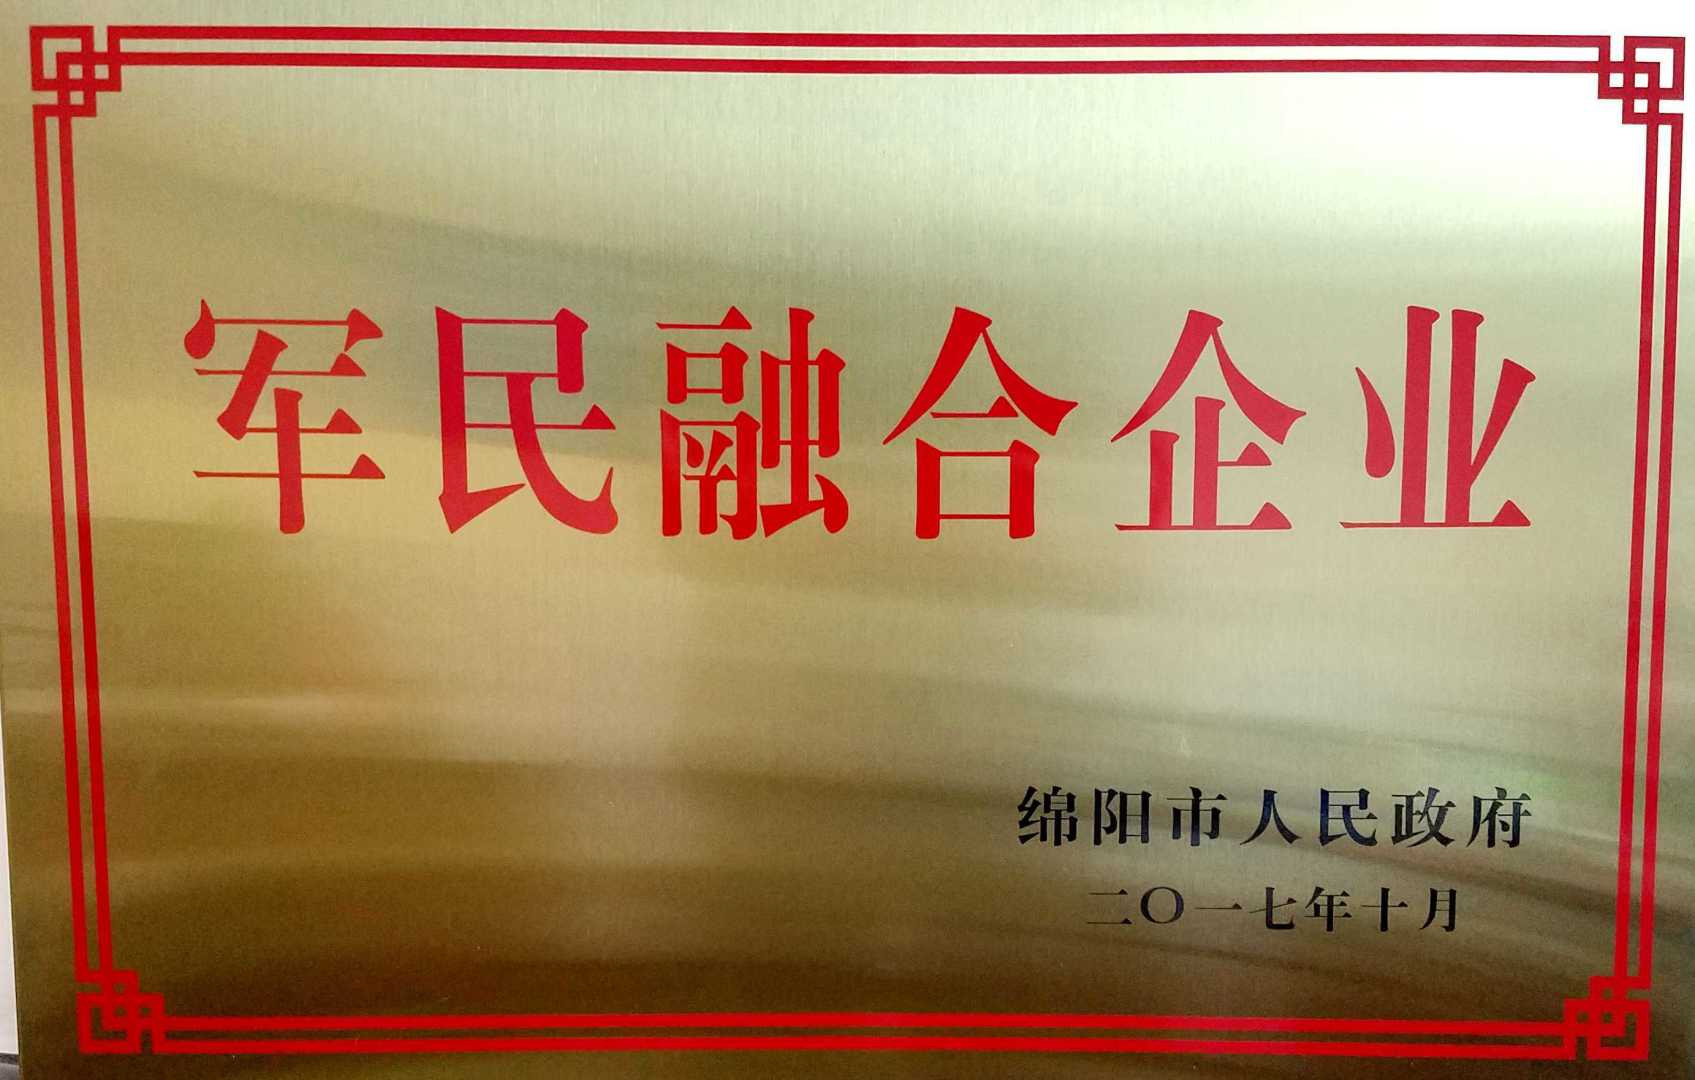 军民融合企业
绵阳市人民政府
二〇一七年十月